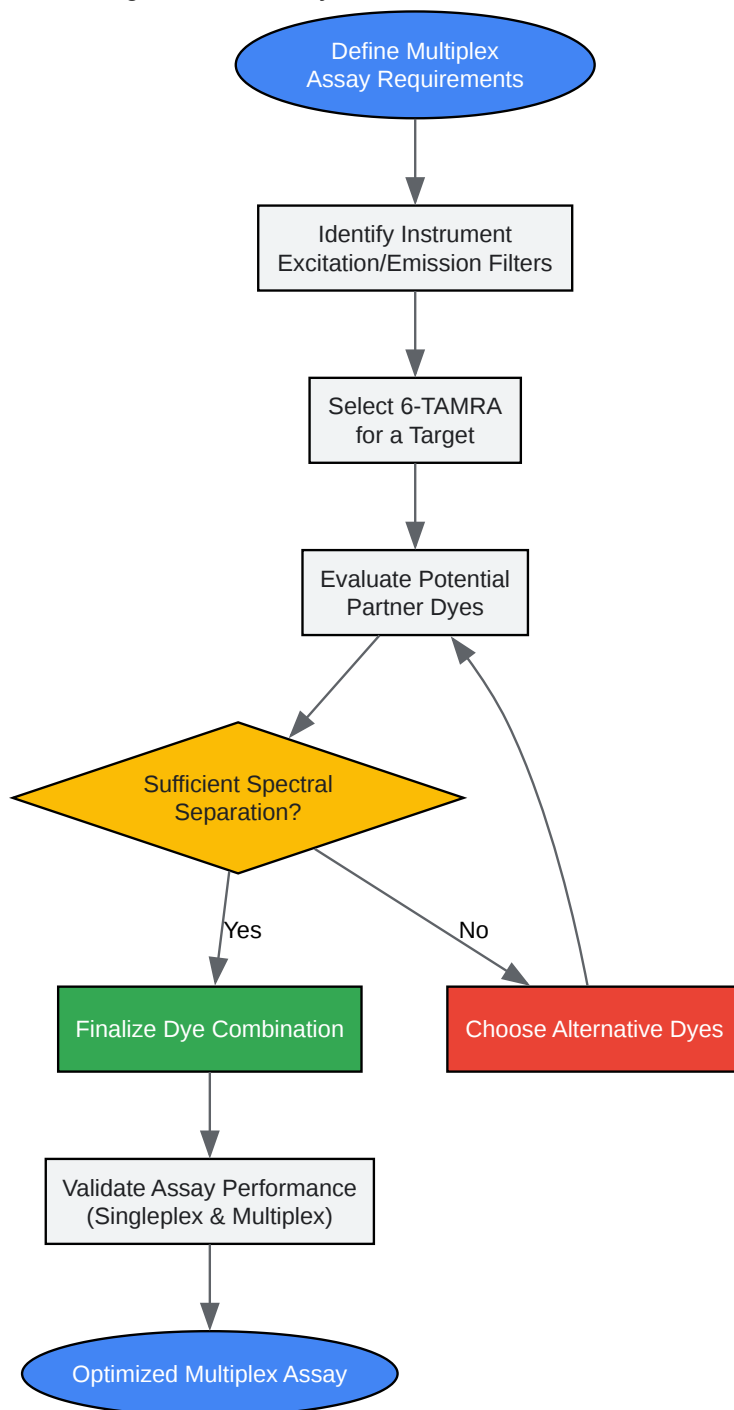 Define Multiplex
Assay Requirements
Identify Instrument
Excitation/Emission Filters
Select 6-TAMRA
for a Target
Evaluate Potential
Partner Dyes
Sufficient Spectral
Separation?
Yes
No
Finalize Dye Combination
Choose Alternative Dyes
Validate Assay Performance
(Singleplex & Multiplex)
Optimized Multiplex Assay